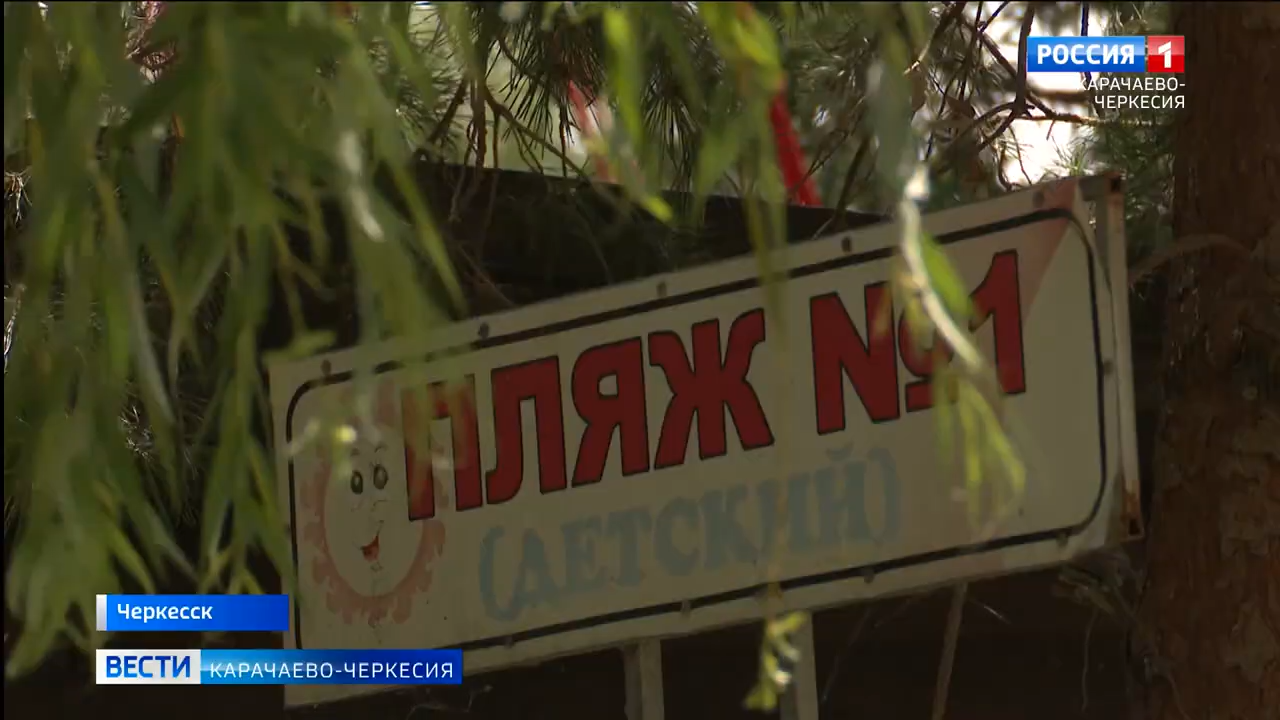 РОССИЯ 1
КАРАЧАЕВО-
ЧЕРКЕСИЯ
ПЛЯЖ №1
(ДЕТСКИЙ)
Черкесск
ВЕСТИ КАРАЧАЕВО-ЧЕРКЕСИЯ